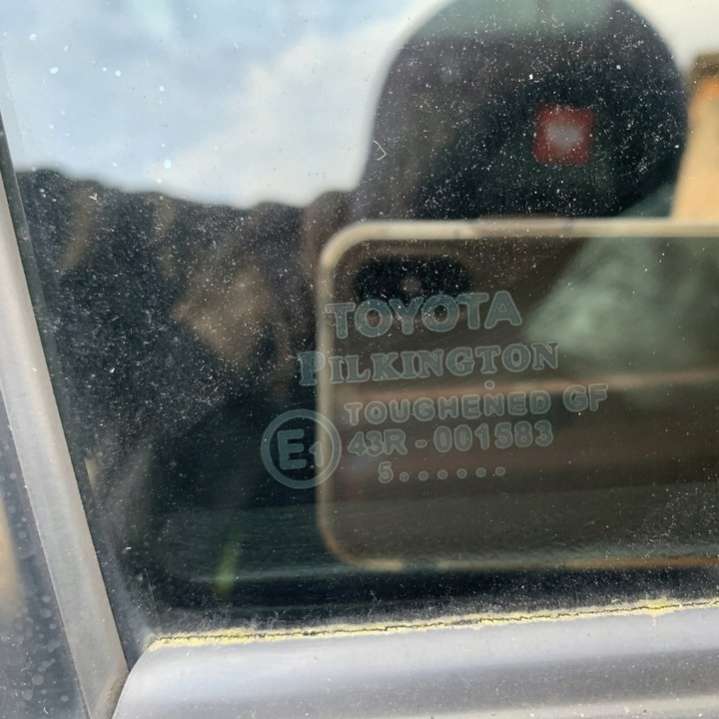 TOYOTA
PILKINGTON
TOUGHENED GF
E1 43R - 001583
5.......